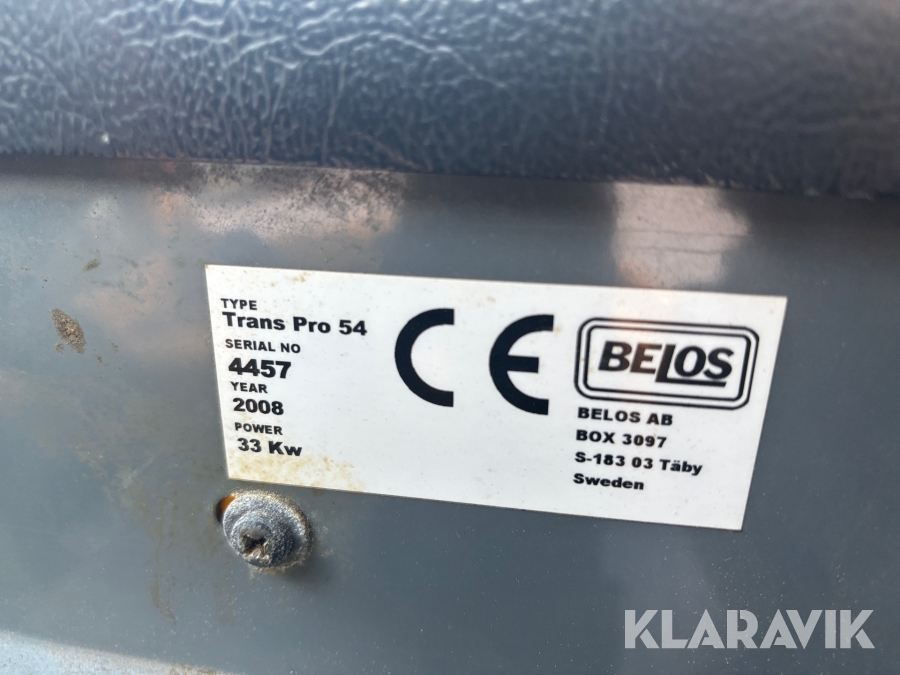 TYPE
Trans Pro 54
SERIAL NO
4457
YEAR
2008
POWER
33 Kw
CE
BELOS
BELOS AB
BOX 3097
S-183 03 Täby
Sweden
KLARAVIK